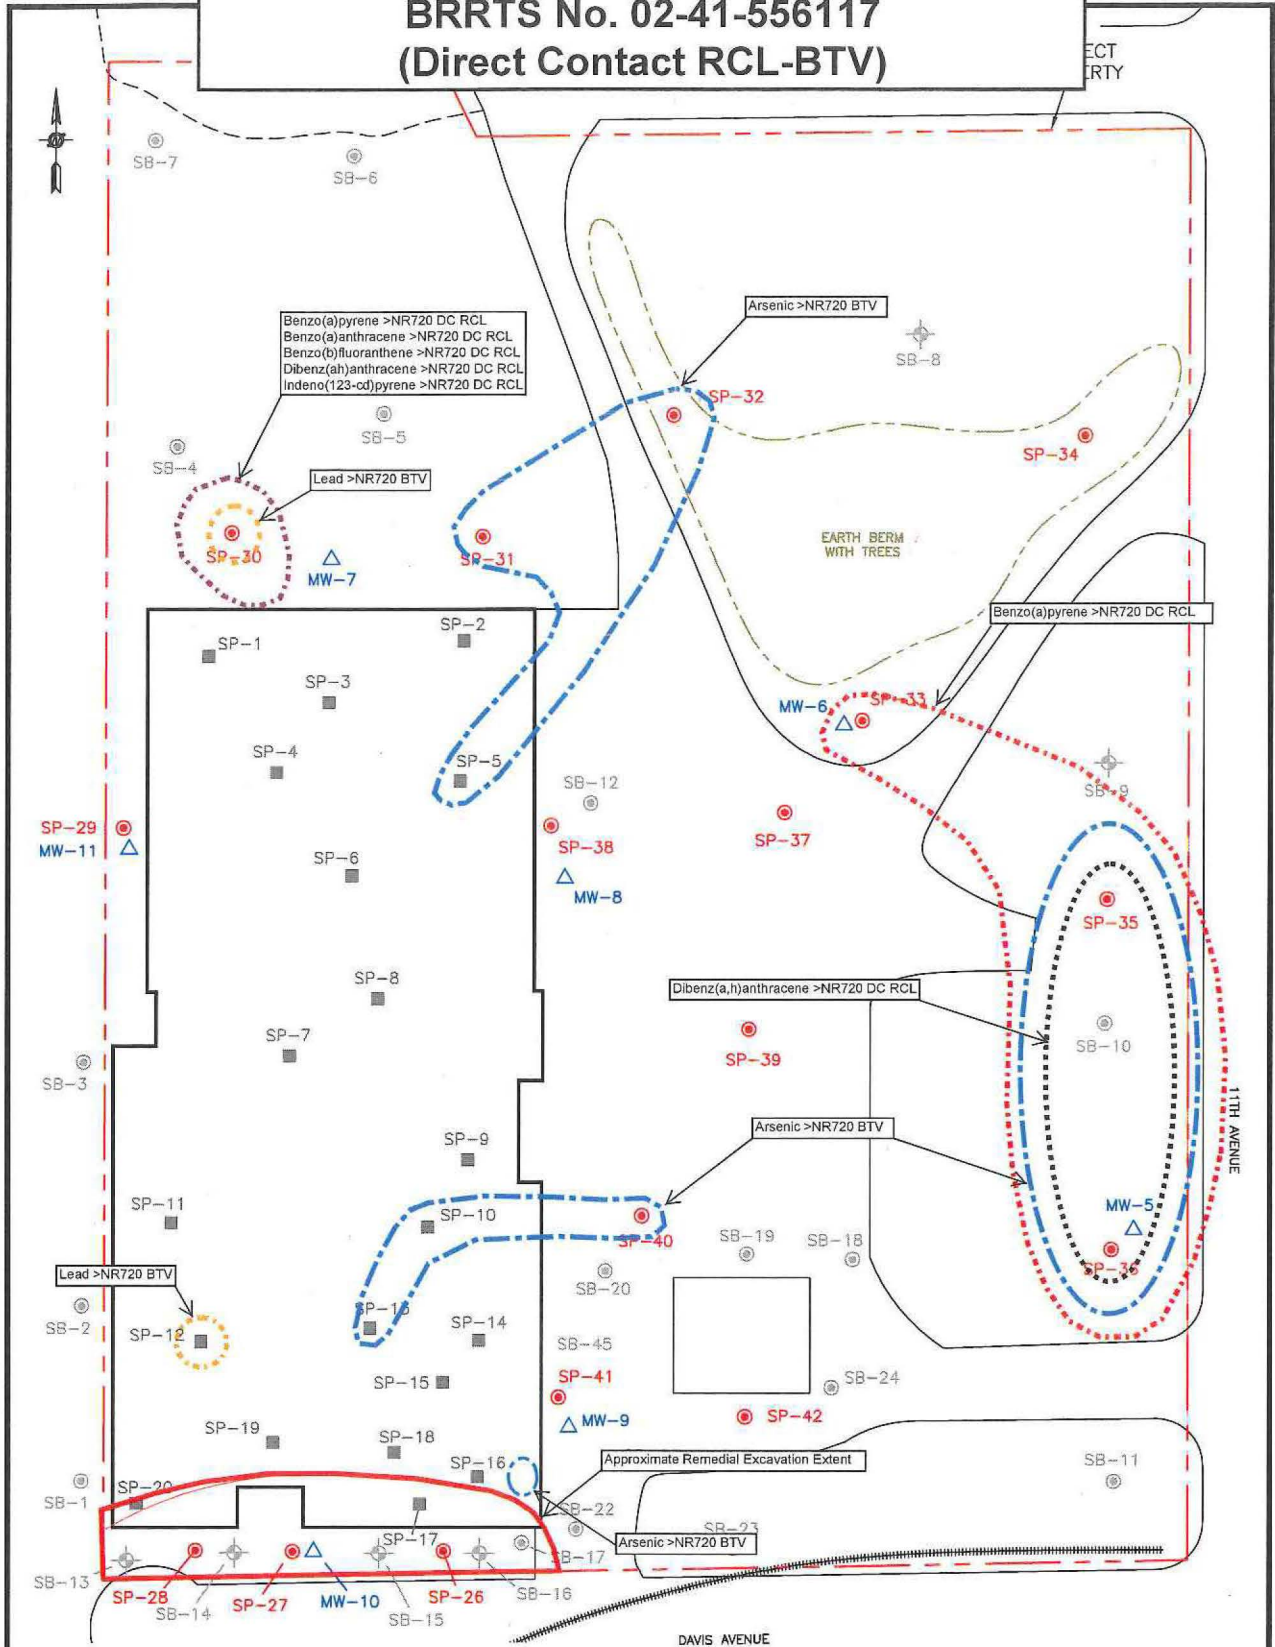 BRRTS No. 02-41-556117
(Direct Contact RCL-BTV)
ECT
ERTY
SB-7
SB-6
Benzo(a)pyrene >NR720 DC RCL
Benzo(a)anthracene >NR720 DC RCL
Benzo(b)fluoranthene >NR720 DC RCL
Dibenz(ah)anthracene >NR720 DC RCL
Indeno(123-cd)pyrene >NR720 DC RCL
Arsenic >NR720 BTV
SB-8
SP-32
SB-5
SB-4
SP-34
Lead >NR720 BTV
EARTH BERM
WITH TREES
SP-30
SP-31
MW-7
Benzo(a)pyrene >NR720 DC RCL
SP-2
SP-1
SP-3
MW-6
SP-33
SP-4
SP-5
SB-12
SB-9
SP-29
MW-11
SP-38
SP-37
SP-6
MW-8
SP-35
SP-8
Dibenz(a,h)anthracene >NR720 DC RCL
SP-7
SP-39
SB-10
SB-3
11TH AVENUE
Arsenic >NR720 BTV
SP-9
SP-11
SP-10
MW-5
SP-40
SB-19
SB-18
Lead >NR720 BTV
SP-36
SB-20
SB-2
SP-12
SP-13
SP-14
SB-45
SP-15
SP-41
SB-24
MW-9
SP-42
SP-19
SP-18
Approximate Remedial Excavation Extent
SP-16
SB-11
SB-1
SP-20
SB-22
SP-17
SB-23
Arsenic >NR720 BTV
SB-17
SB-13
SP-28
SB-14
SP-27
MW-10
SB-15
SP-26
SB-16
DAVIS AVENUE